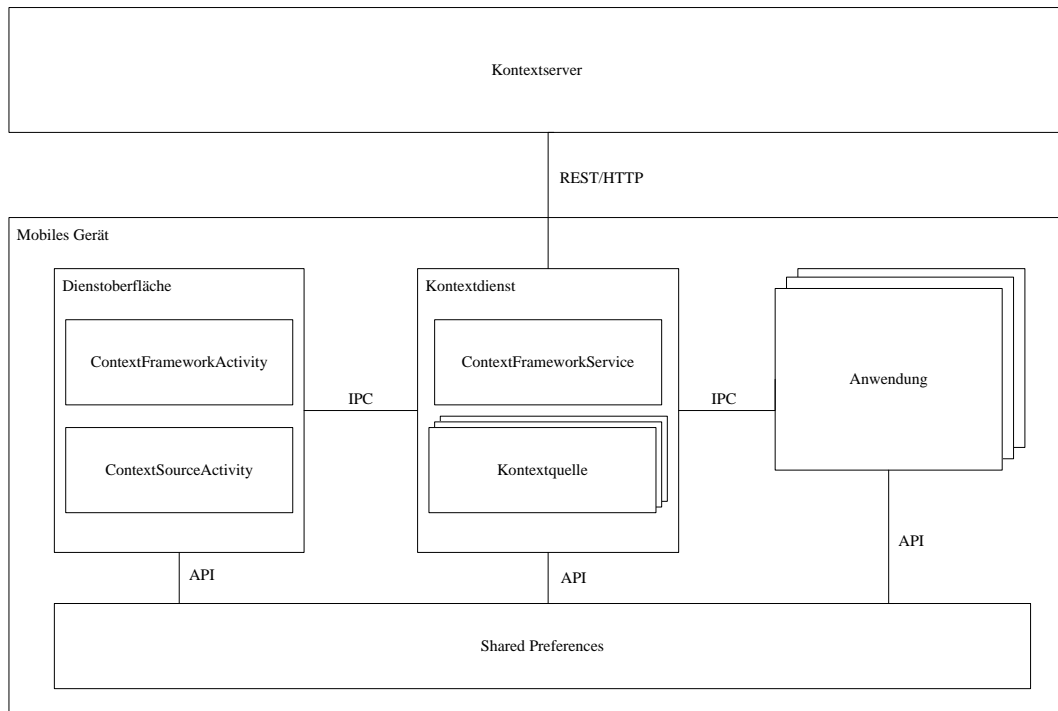 Kontextserver
REST/HTTP
Mobiles Gerät
Dienstoberfläche
Kontextdienst
ContextFrameworkActivity
ContextFrameworkService
Anwendung
IPC
IPC
ContextSourceActivity
Kontextquelle
API
API
API
Shared Preferences